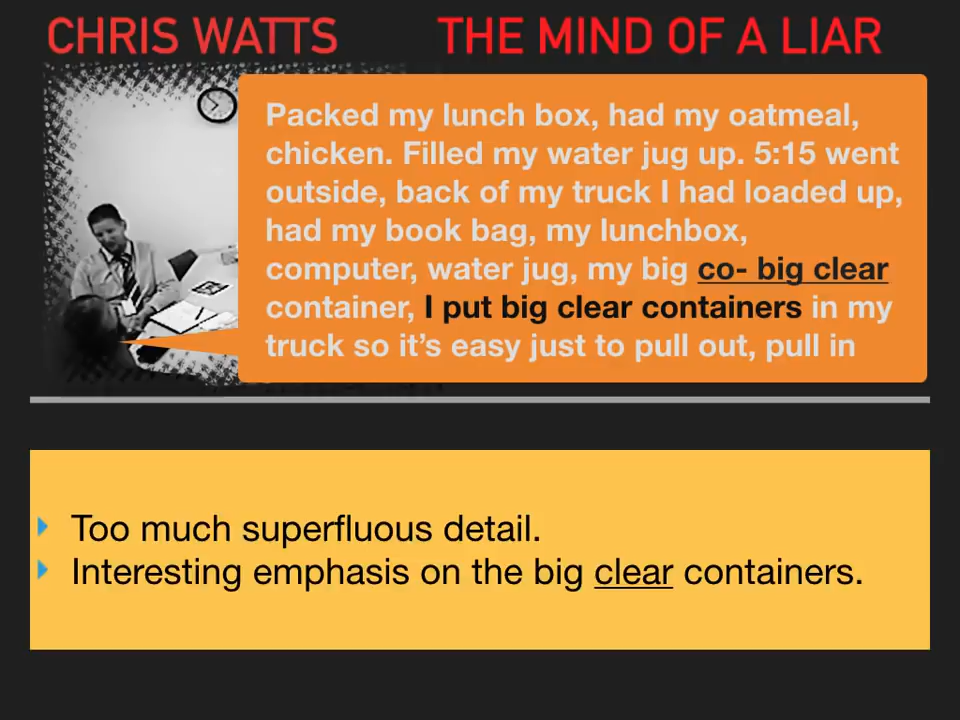 CHRIS WATTS THE MIND OF A LIAR
Packed my lunch box, had my oatmeal,
chicken. Filled my water jug up. 5:15 went
outside, back of my truck I had loaded up,
had my book bag, my lunchbox,
computer, water jug, my big co- big clear
container, I put big clear containers in my
truck so it’s easy just to pull out, pull in
Too much superfluous detail.
Interesting emphasis on the big clear containers.